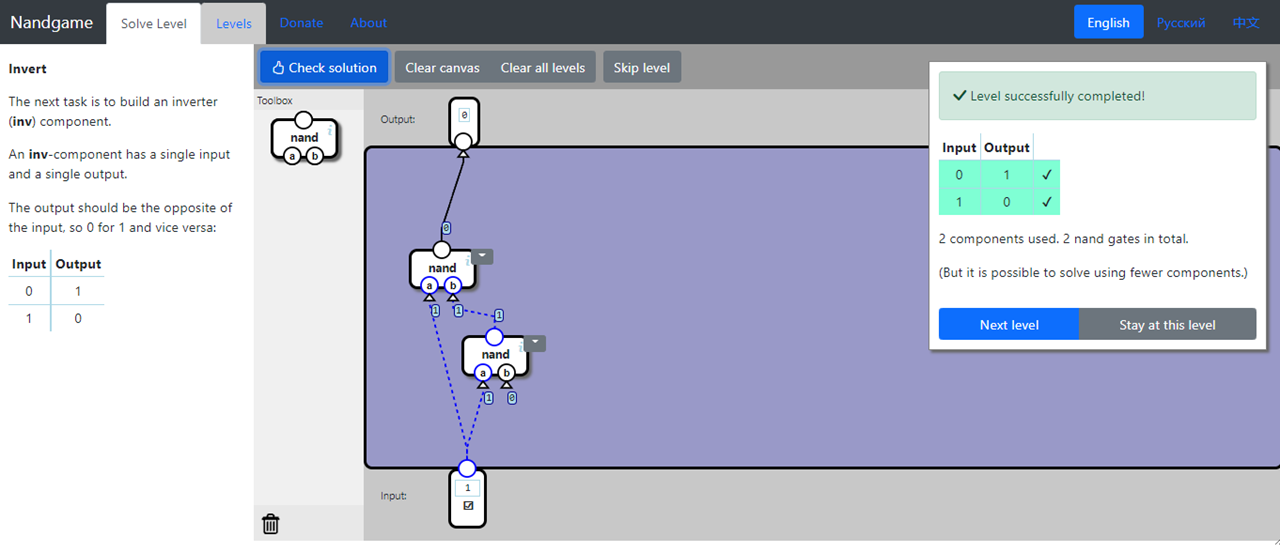 Nandgame
Solve Level
Levels
Donate
About
English
Русский
中文
Invert
The next task is to build an inverter
(inv) component.
An inv-component has a single input
and a single output.
The output should be the opposite of
the input, so 0 for 1 and vice versa:
Input Output
0 1
1 0
Check solution
Clear canvas
Clear all levels
Skip level
Toolbox
nand
i
a b
Output:
0
0
nand
i
a b
1 1 1
nand
i
a b
1 0
Input:
1
Level successfully completed!
Input Output
0 1 ✓
1 0 ✓
2 components used. 2 nand gates in total.
(But it is possible to solve using fewer components.)
Next level
Stay at this level